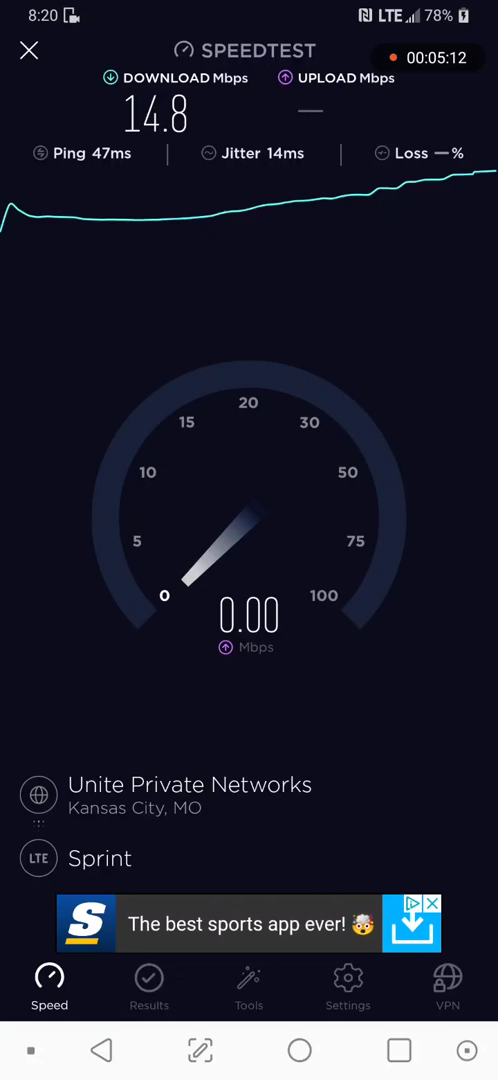 8:20 LTE 78%
SPEEDTEST
00:05:12
DOWNLOAD Mbps UPLOAD Mbps
14.8 —
Ping 47ms Jitter 14ms Loss — %
20
15 30
10 50
5 75
0 100
0.00
Mbps
Unite Private Networks
Kansas City, MO
LTE Sprint
S The best sports app ever! 🤯
Speed Results Tools Settings VPN